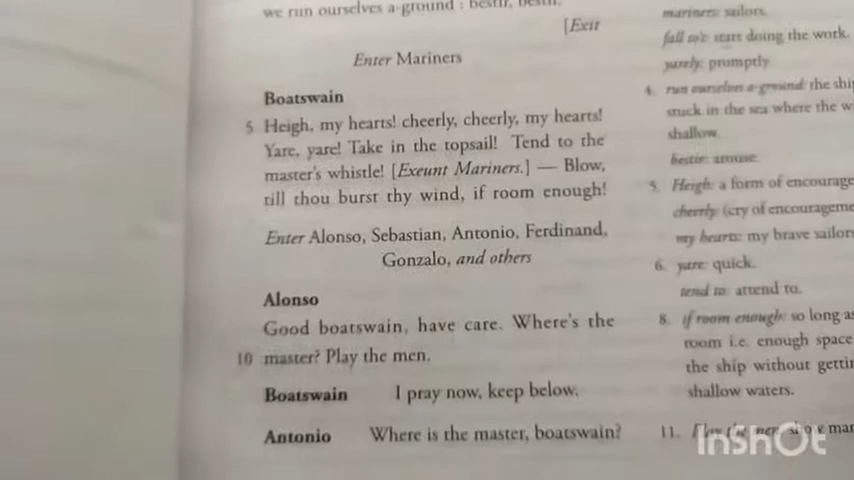 we run ourselves a-ground : bestir, bestir.
[Exit
Enter Mariners
Boatswain
5 Heigh, my hearts! cheerly, cheerly, my hearts!
Yare, yare! Take in the topsail! Tend to the
master's whistle! [Exeunt Mariners.] — Blow,
till thou burst thy wind, if room enough!
Enter Alonso, Sebastian, Antonio, Ferdinand,
Gonzalo, and others
Alonso
Good boatswain, have care. Where's the
10 master? Play the men.
Boatswain I pray now, keep below.
Antonio Where is the master, boatswain?
mariners: sailors.
fall to't: start doing the work.
yarely: promptly
4. run ourselves a-ground: the ship
stuck in the sea where the
shallow.
bestir: arouse.
5. Heigh: a form of encourage
cheerly: (cry of encourageme
my hearts: my brave sailors
6. yare: quick.
tend to: attend to.
8. if room enough: so long as
room i.e. enough space
the ship without gettin
shallow waters.
11. Play the men: show man
InShOt